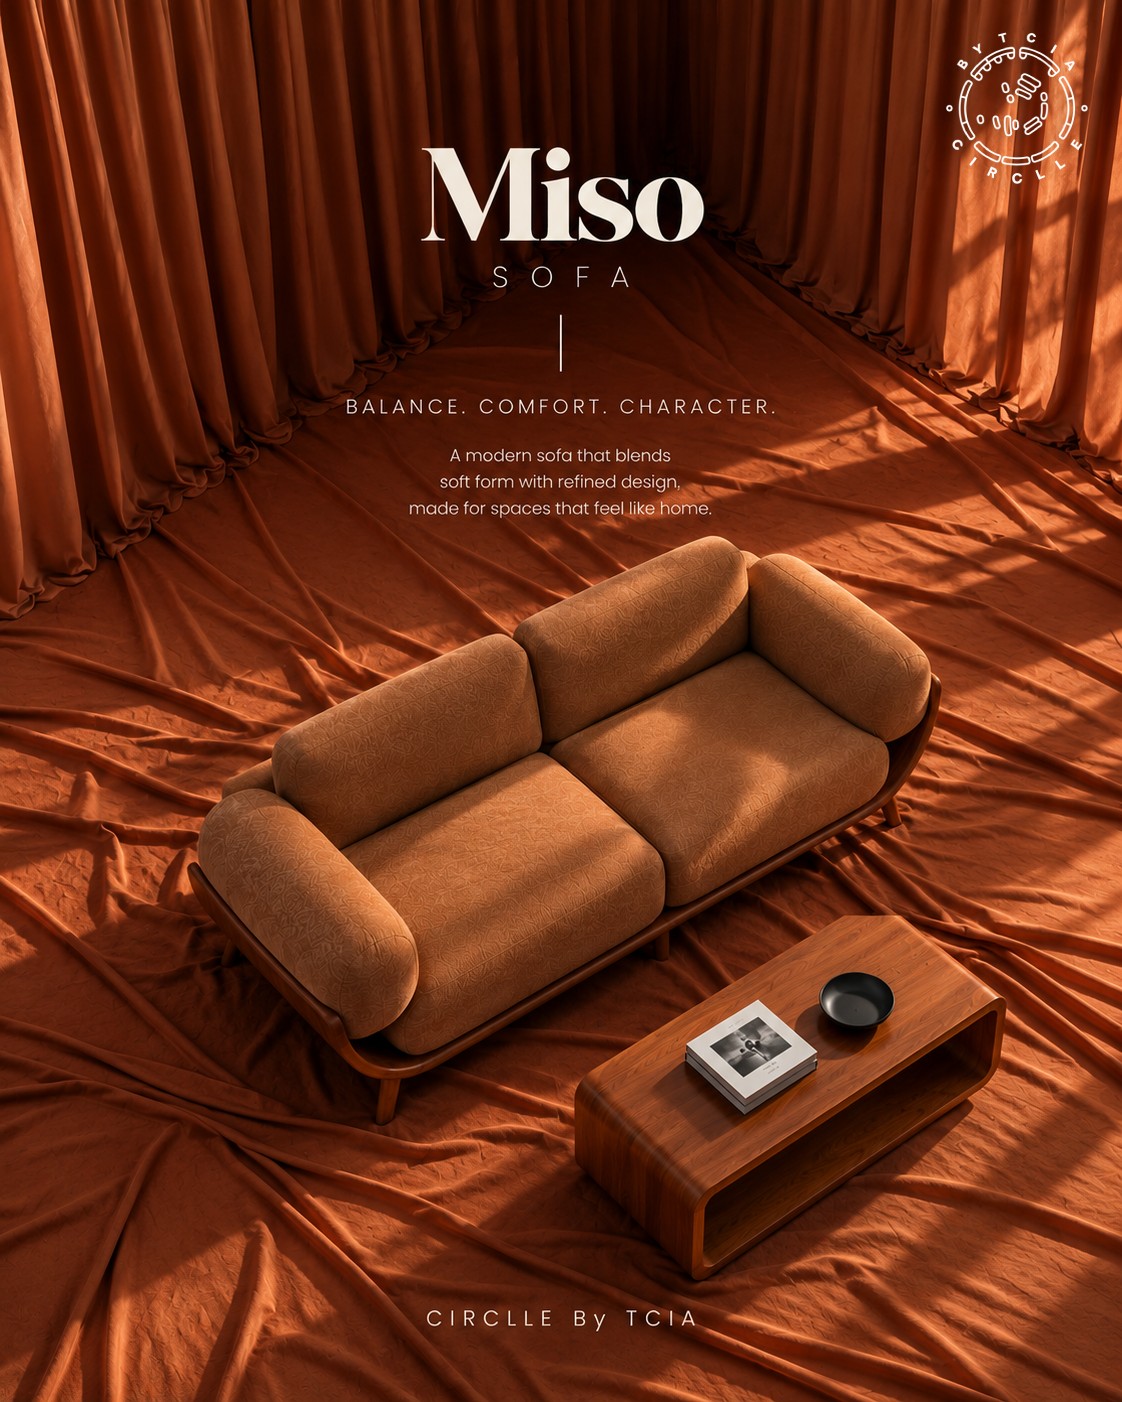 BY TCIA
CIRCLLE
Miso
SOFA
BALANCE. COMFORT. CHARACTER.
A modern sofa that blends
soft form with refined design,
made for spaces that feel like home.
CIRCLLE By TCIA